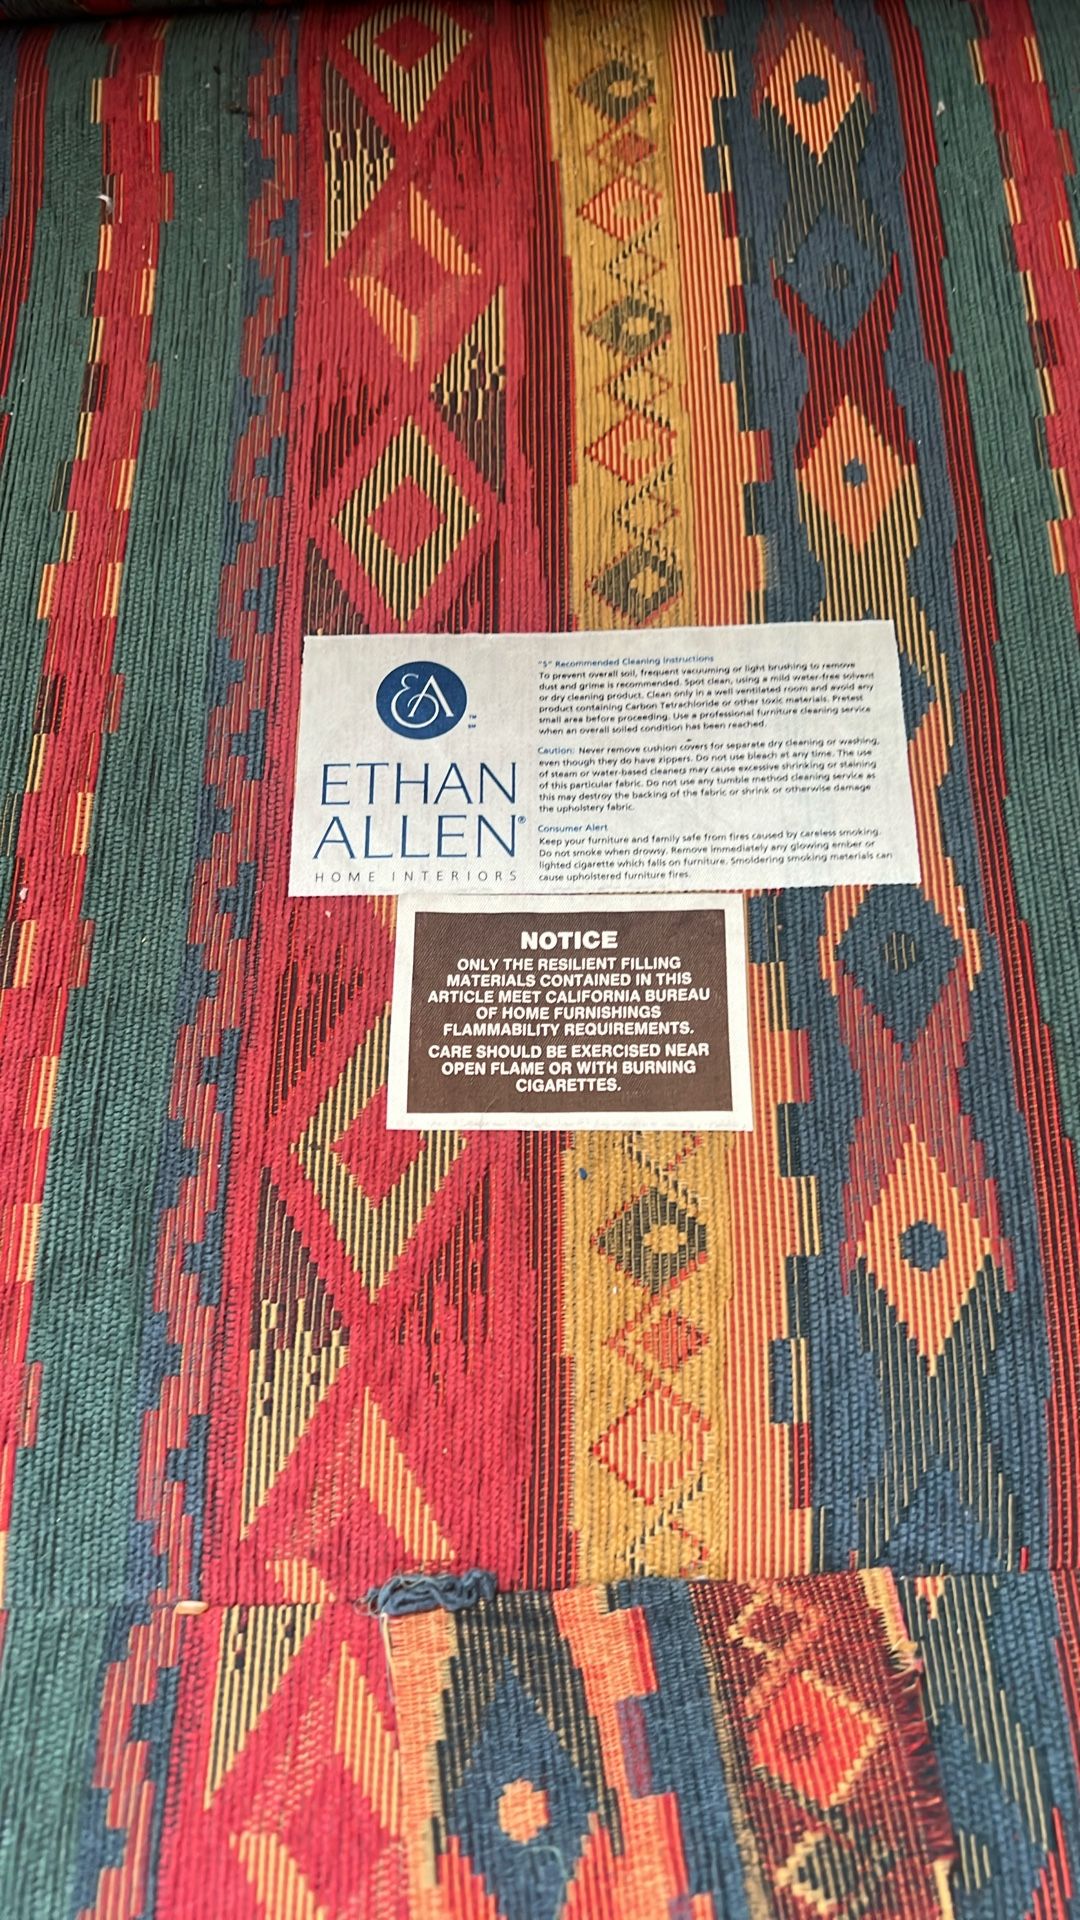 EA
TM
SM
ETHAN
ALLEN®
HOME INTERIORS
"S" Recommended Cleaning Instructions
To prevent overall soil, frequent vacuuming or light brushing to remove
dust and grime is recommended. Spot clean, using a mild water-free solvent
or dry cleaning product. Clean only in a well ventilated room and avoid any
product containing Carbon Tetrachloride or other toxic materials. Pretest
small area before proceeding. Use a professional furniture cleaning service
when an overall soiled condition has been reached.
Caution: Never remove cushion covers for separate dry cleaning or washing,
even though they do have zippers. Do not use bleach at any time. The use
of steam or water-based cleaners may cause excessive shrinking or staining
of this particular fabric. Do not use any tumble method cleaning service as
this may destroy the backing of the fabric or shrink or otherwise damage
the upholstery fabric.
Consumer Alert
Keep your furniture and family safe from fires caused by careless smoking.
Do not smoke when drowsy. Remove immediately any glowing ember or
lighted cigarette which falls on furniture. Smoldering smoking materials can
cause upholstered furniture fires.
NOTICE
ONLY THE RESILIENT FILLING
MATERIALS CONTAINED IN THIS
ARTICLE MEET CALIFORNIA BUREAU
OF HOME FURNISHINGS
FLAMMABILITY REQUIREMENTS.
CARE SHOULD BE EXERCISED NEAR
OPEN FLAME OR WITH BURNING
CIGARETTES.